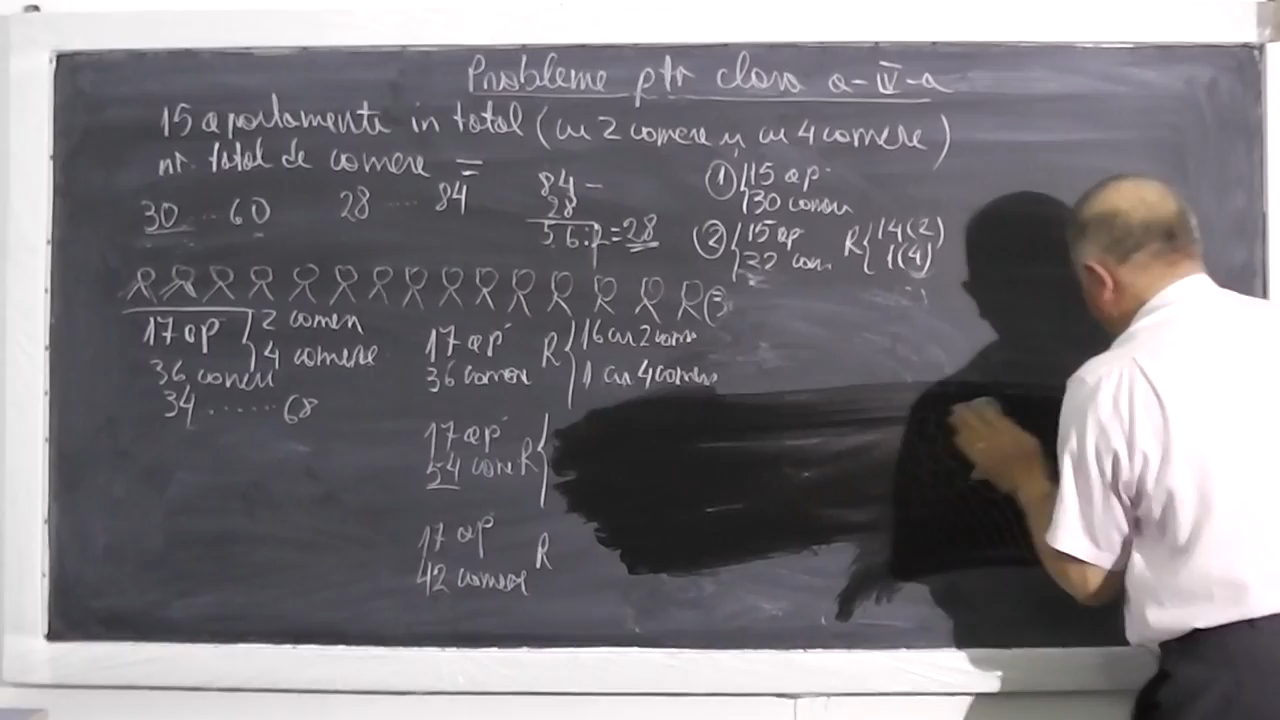 Probleme ptr clasa a-IV-a
15 apartamente in total (cu 2 camere și cu 4 camere)
nr. total de camere =
30 ... 60 28 .... 84
84 -
28
56:2=28
① 15 ap
130 camere
② 15 ap
32 cam R 14(2)
1(4)
17 ap 2 camere
4 camere
36 camere
34 ...... 68
17 ap
36 camere R 16 cu 2 came
1 cu 4 camere
17 ap
54 cam R
17 ap
42 camere R